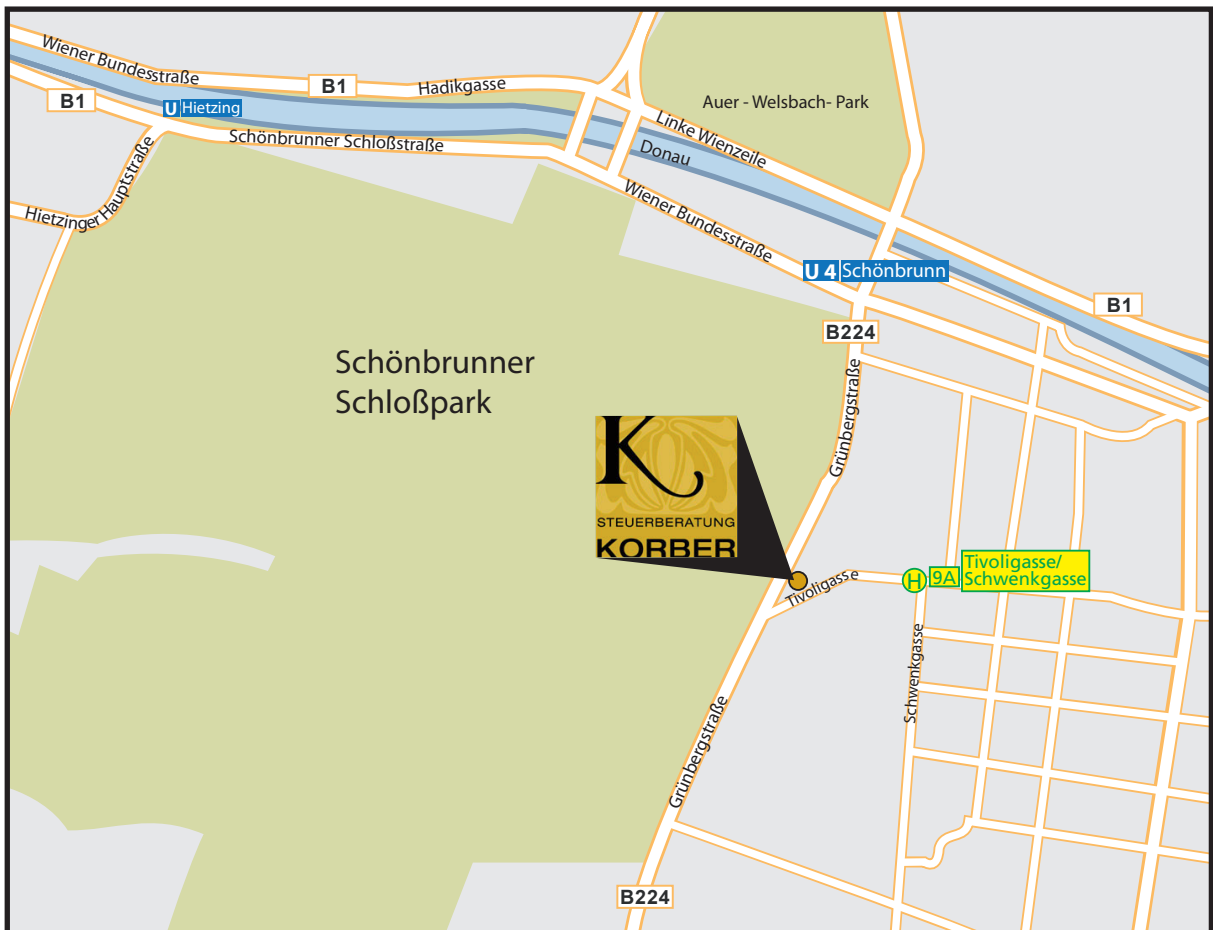 Wiener Bundesstraße
B1
Hadikgasse
B1
U Hietzing
Auer - Welsbach- Park
Linke Wienzeile
Schönbrunner Schloßstraße
Donau
Hietzinger Hauptstraße
Wiener Bundesstraße
U 4 Schönbrunn
B1
B224
Schönbrunner
Schloßpark
Grünbergstraße
K
STEUERBERATUNG
KORBER
Tivoligasse
H 9A Tivoligasse/
Schwenkgasse
Schwenkgasse
Grünbergstraße
B224